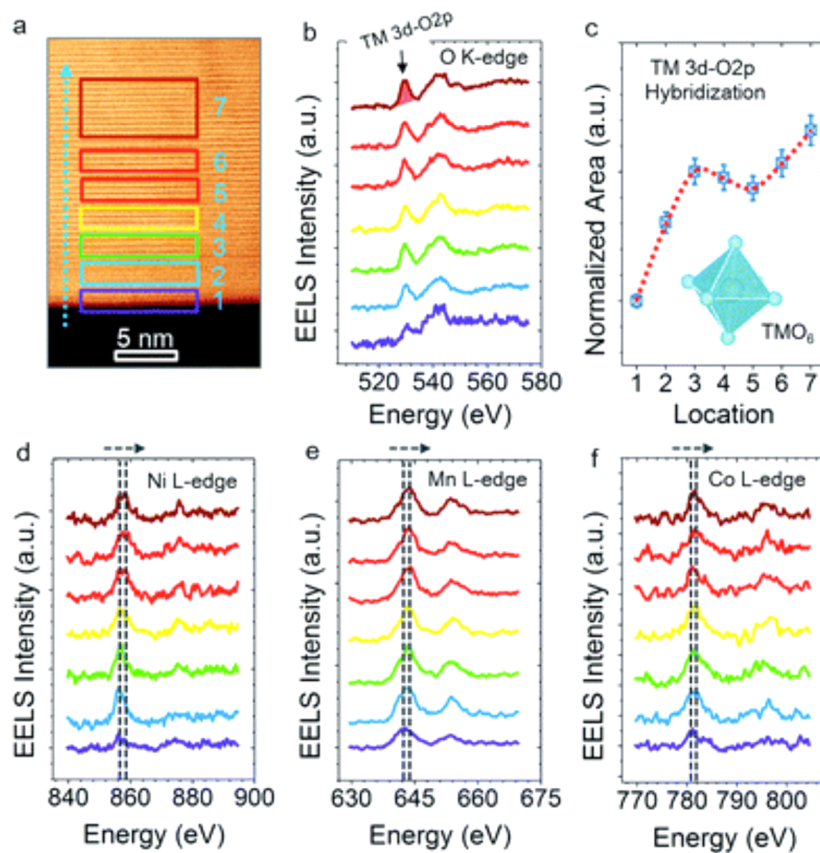 a
7
6
5
4
3
2
1
5 nm
b
TM 3d-O2p
O K-edge
EELS Intensity (a.u.)
520 540 560 580
Energy (eV)
c
TM 3d-O2p
Hybridization
Normalized Area (a.u.)
TMO₆
1 2 3 4 5 6 7
Location
d
Ni L-edge
EELS Intensity (a.u.)
840 860 880 900
Energy (eV)
e
Mn L-edge
EELS Intensity (a.u.)
630 645 660 675
Energy (eV)
f
Co L-edge
EELS Intensity (a.u.)
770 780 790 800
Energy (eV)